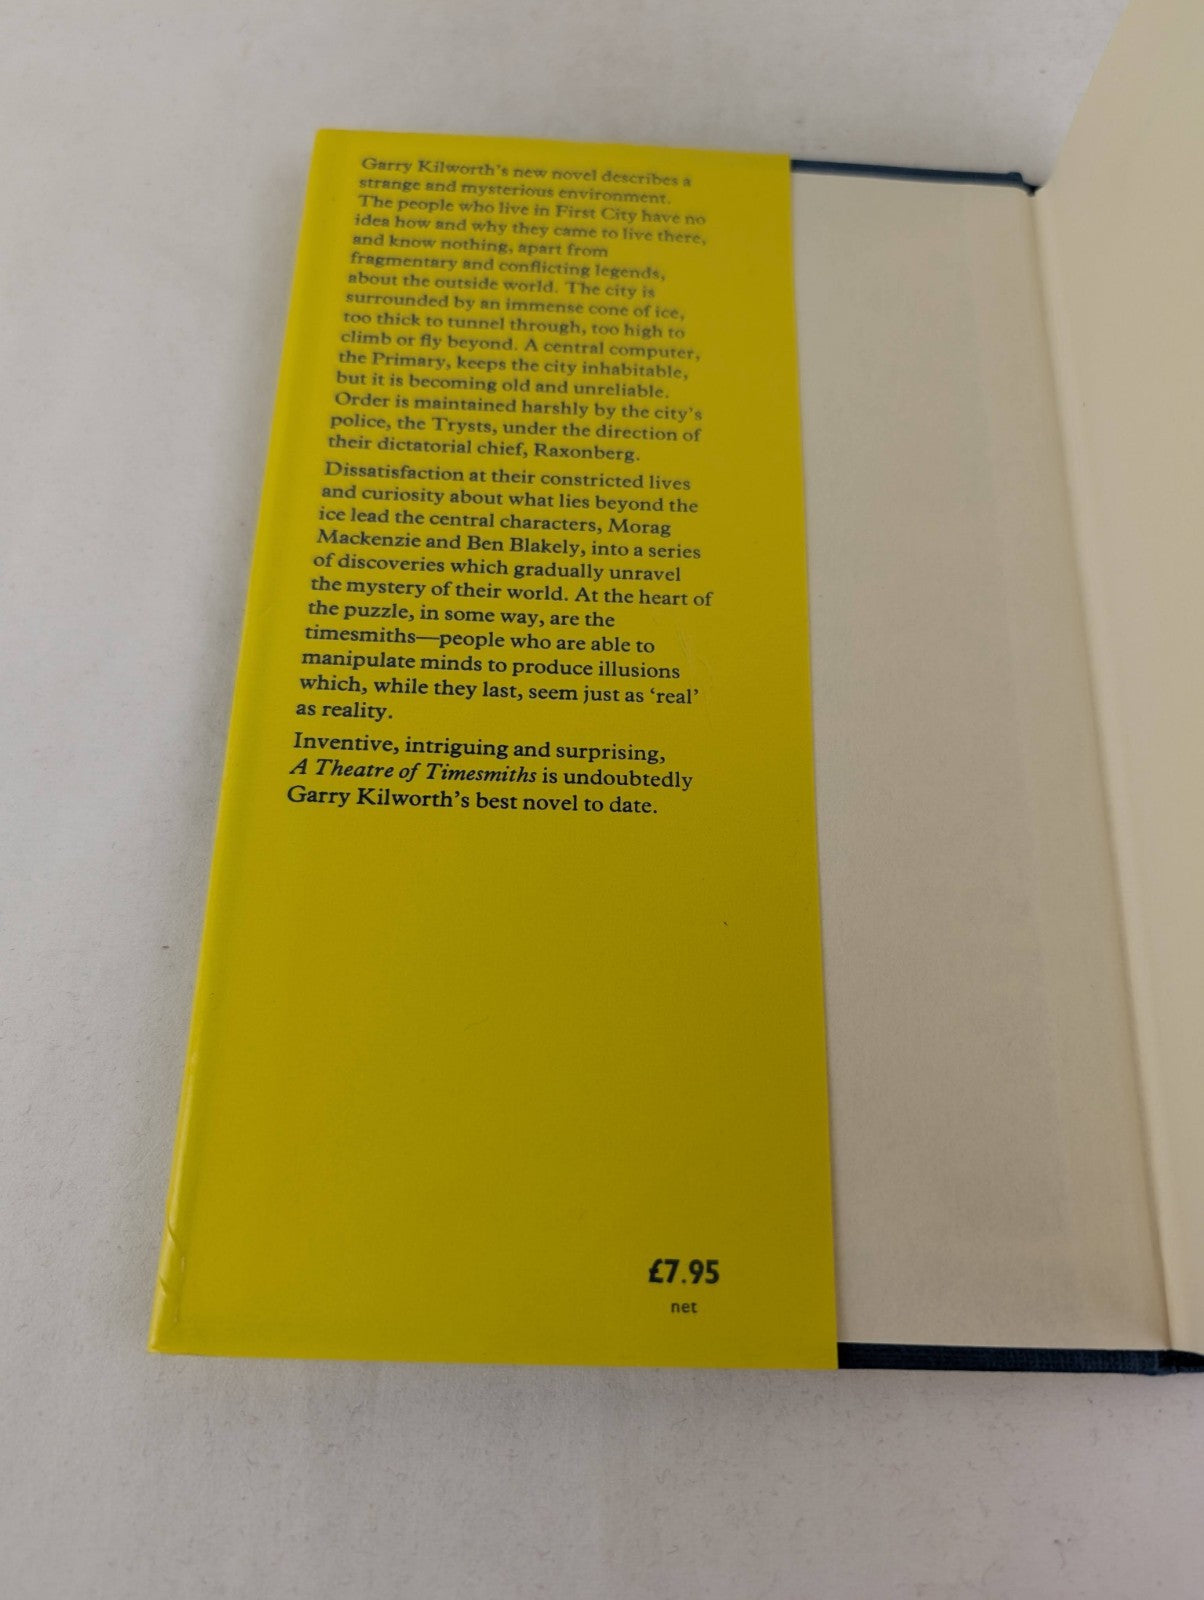 Garry Kilworth's new novel describes a
strange and mysterious environment.
The people who live in First City have no
idea how and why they came to live there,
and know nothing, apart from
fragmentary and conflicting legends,
about the outside world. The city is
surrounded by an immense cone of ice,
too thick to tunnel through, too high to
climb or fly beyond. A central computer,
the Primary, keeps the city inhabitable,
but it is becoming old and unreliable.
Order is maintained harshly by the city's
police, the Trysts, under the direction of
their dictatorial chief, Raxonberg.
Dissatisfaction at their constricted lives
and curiosity about what lies beyond the
ice lead the central characters, Morag
Mackenzie and Ben Blakely, into a series
of discoveries which gradually unravel
the mystery of their world. At the heart of
the puzzle, in some way, are the
timesmiths—people who are able to
manipulate minds to produce illusions
which, while they last, seem just as ‘real’
as reality.
Inventive, intriguing and surprising,
A Theatre of Timesmiths is undoubtedly
Garry Kilworth's best novel to date.
£7.95
net